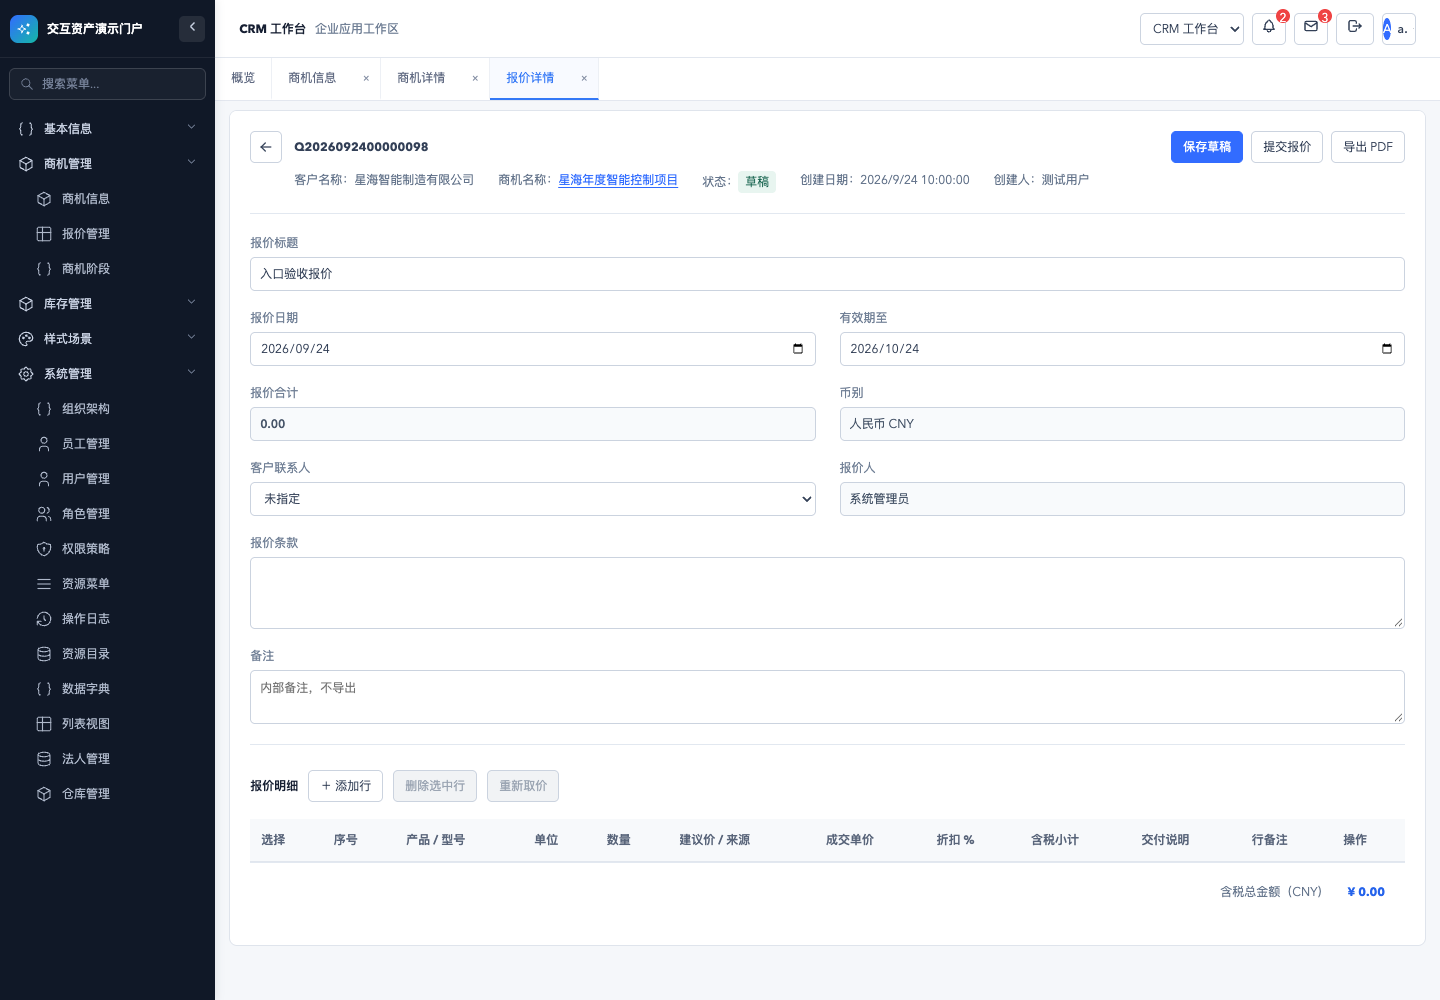 交互资产演示门户
搜索菜单...
基本信息
商机管理
商机信息
报价管理
商机阶段
库存管理
样式场景
系统管理
组织架构
员工管理
用户管理
角色管理
权限策略
资源菜单
操作日志
资源目录
数据字典
列表视图
法人管理
仓库管理
CRM 工作台 企业应用工作区
CRM 工作台 2 3 A a.
概览 商机信息 × 商机详情 × 报价详情 ×
Q2026092400000098
保存草稿 提交报价 导出 PDF
客户名称：星海智能制造有限公司 商机名称：星海年度智能控制项目 状态：草稿 创建日期：2026/9/24 10:00:00 创建人：测试用户
报价标题
入口验收报价
报价日期 有效期至
2026/09/24 2026/10/24
报价合计 币别
0.00 人民币 CNY
客户联系人 报价人
未指定 系统管理员
报价条款
备注
内部备注，不导出
报价明细 + 添加行 删除选中行 重新取价
选择 序号 产品 / 型号 单位 数量 建议价 / 来源 成交单价 折扣 % 含税小计 交付说明 行备注 操作
含税总金额（CNY） ¥ 0.00